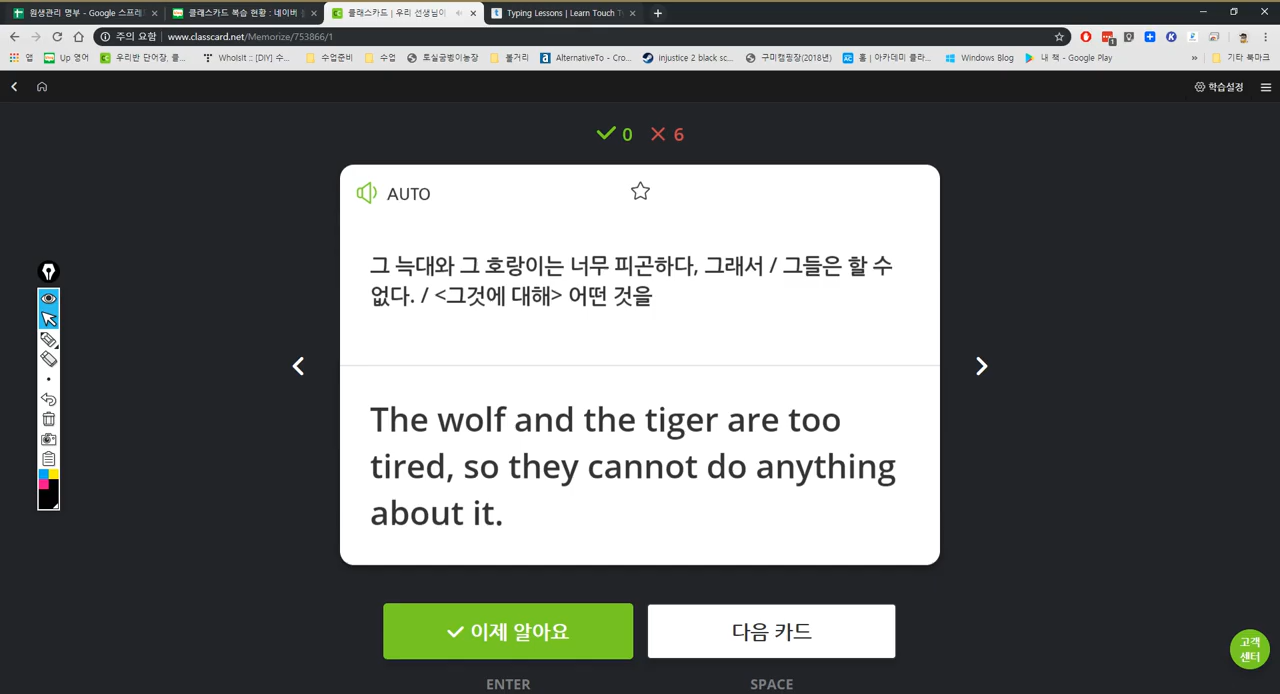 원생관리 명부 - Google 스프레
클래스카드 복습 현황 : 네이버
클래스카드 | 우리 선생님이
Typing Lessons | Learn Touch T
주의 요함 | www.classcard.net/Memorize/753866/1
앱
Up 영어
우리반 단어장, 클...
WhoIst :: [DIY] 수...
수업준비
수업
토실굼벵이농장
볼거리
AlternativeTo - Cro...
injustice 2 black sc...
구미캠핑장(2018년)
홈 | 아카데미 클라...
Windows Blog
내 책 - Google Play
»
기타 북마크
학습설정
0 6
AUTO
그 늑대와 그 호랑이는 너무 피곤하다, 그래서 / 그들은 할 수
없다. / <그것에 대해> 어떤 것을
The wolf and the tiger are too
tired, so they cannot do anything
about it.
이제 알아요
다음 카드
고객
센터
ENTER
SPACE